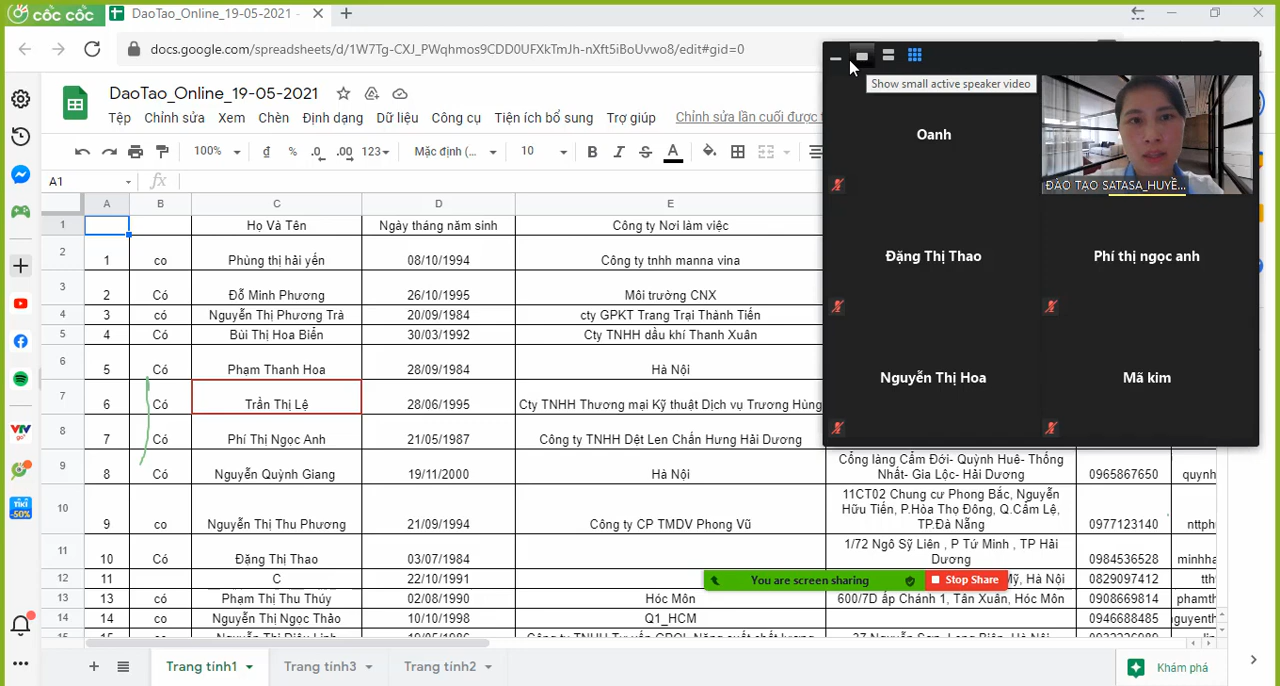 cốc cốc
DaoTao_Online_19-05-2021 -
docs.google.com/spreadsheets/d/1W7Tg-CXJ_PWqhmos9CDD0UFXkTmJh-nXft5iBoUvwo8/edit#gid=0
DaoTao_Online_19-05-2021
Tệp Chỉnh sửa Xem Chèn Định dạng Dữ liệu Công cụ Tiện ích bổ sung Trợ giúp Chỉnh sửa lần cuối được
100% ₫ % .0 .00 123 Mặc định (... 10 B I S A
A1 fx
A B C D E
1 Họ Và Tên Ngày tháng năm sinh Công ty Nơi làm việc
2 1 co Phùng thị hải yến 08/10/1994 Công ty tnhh manna vina
3 2 Có Đỗ Minh Phương 26/10/1995 Môi trường CNX
4 3 có Nguyễn Thị Phương Trà 20/09/1984 cty GPKT Trang Trại Thành Tiến
5 4 Có Bùi Thị Hoa Biển 30/03/1992 Cty TNHH dầu khí Thanh Xuân
6 5 Có Phạm Thanh Hoa 28/09/1984 Hà Nội
7 6 Có Trần Thị Lệ 28/06/1995 Cty TNHH Thương mại Kỹ thuật Dịch vụ Trương Hùng
8 7 Có Phí Thị Ngọc Anh 21/05/1987 Công ty TNHH Dệt Len Chấn Hưng Hải Dương
9 8 Có Nguyễn Quỳnh Giang 19/11/2000 Hà Nội Cổng làng Cẩm Đới- Quỳnh Huê- Thống Nhất- Gia Lộc- Hải Dương 0965867650 quynh
10 9 co Nguyễn Thị Thu Phương 21/09/1994 Công ty CP TMDV Phong Vũ 11CT02 Chung cư Phong Bắc, Nguyễn Hữu Tiến, P.Hòa Thọ Đông, Q.Cẩm Lệ, TP.Đà Nẵng 0977123140 nttph
11 10 Có Đặng Thị Thao 03/07/1984 1/72 Ngô Sỹ Liên , P Tứ Minh , TP Hải Dương 0984536528 minhha
12 11 C 22/10/1991 Mỹ, Hà Nội 0829097412 tth
13 13 có Phạm Thị Thu Thúy 02/08/1990 Hóc Môn 600/7D ấp Chánh 1, Tân Xuân, Hóc Môn 0908669814 phamth
14 14 có Nguyễn Thị Ngọc Thảo 10/10/1998 Q1_HCM 0946688485 nguyenth
Show small active speaker video
Oanh
ĐÀO TẠO SATASA_HUYỀ...
Đặng Thị Thao
Phí thị ngọc anh
Nguyễn Thị Hoa
Mã kim
You are screen sharing Stop Share
VTV
go
TIKI
-50%
Trang tính1 Trang tính3 Trang tính2
Khám phá